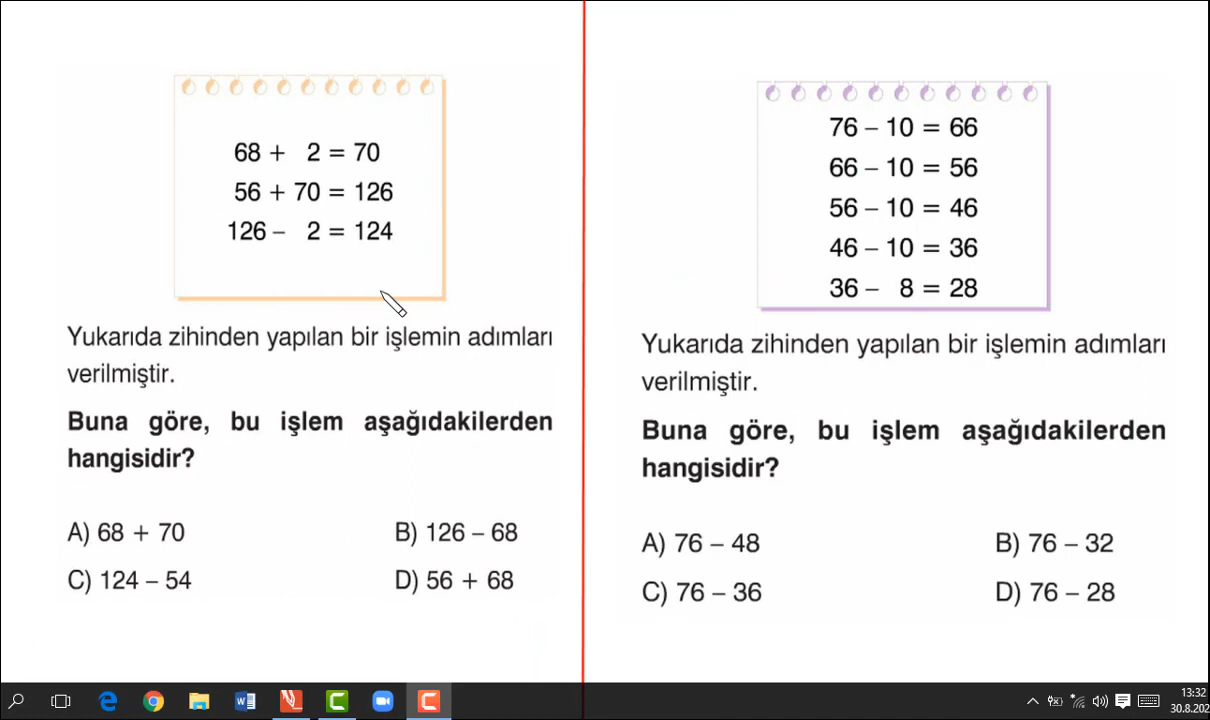 68 + 2 = 70
56 + 70 = 126
126 – 2 = 124
Yukarıda zihinden yapılan bir işlemin adımları
verilmiştir.
Buna göre, bu işlem aşağıdakilerden
hangisidir?
A) 68 + 70 B) 126 – 68
C) 124 – 54 D) 56 + 68
76 – 10 = 66
66 – 10 = 56
56 – 10 = 46
46 – 10 = 36
36 – 8 = 28
Yukarıda zihinden yapılan bir işlemin adımları
verilmiştir.
Buna göre, bu işlem aşağıdakilerden
hangisidir?
A) 76 – 48 B) 76 – 32
C) 76 – 36 D) 76 – 28
13:32
30.8.202